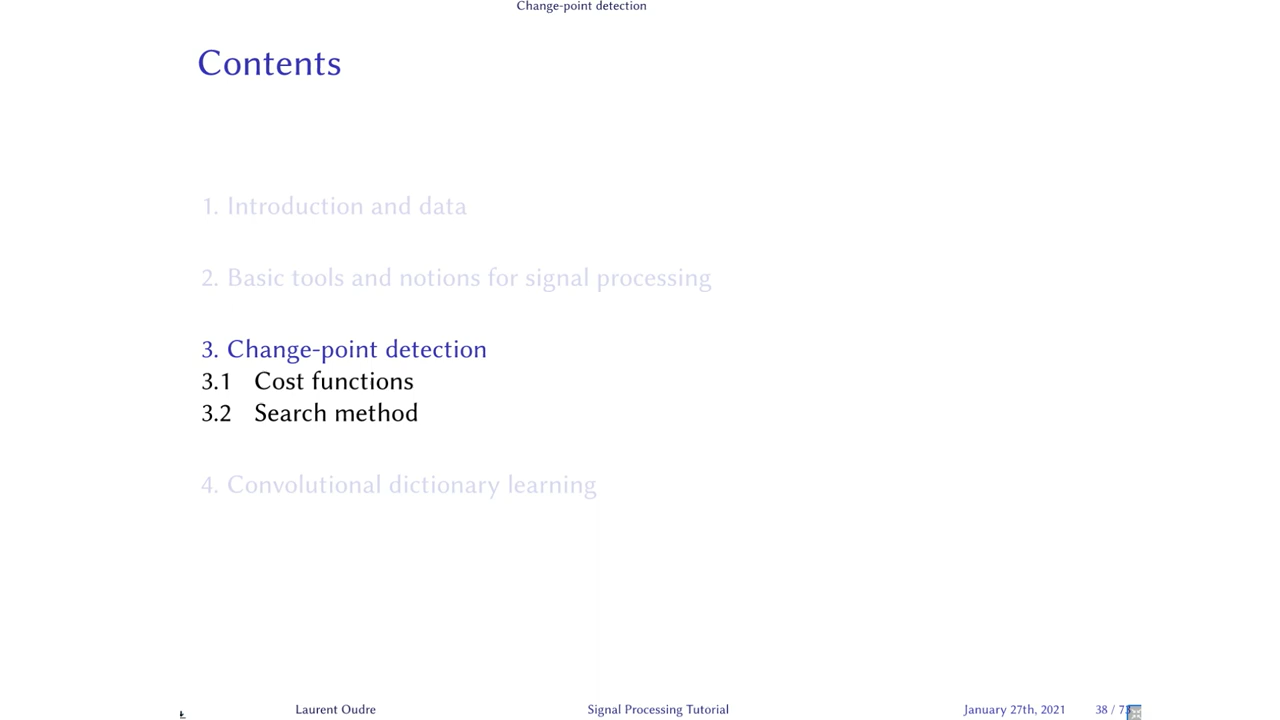 Change-point detection
Contents
1. Introduction and data
2. Basic tools and notions for signal processing
3. Change-point detection
3.1 Cost functions
3.2 Search method
4. Convolutional dictionary learning
Laurent Oudre Signal Processing Tutorial January 27th, 2021 38 /